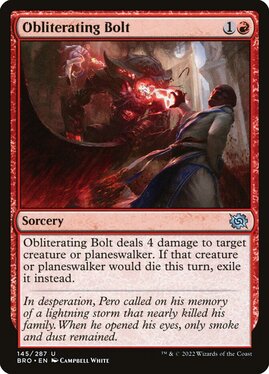 Obliterating Bolt 1
Sorcery
Obliterating Bolt deals 4 damage to target
creature or planeswalker. If that creature
or planeswalker would die this turn, exile
it instead.
In desperation, Pero called on his memory
of a lightning storm that nearly killed his
family. When he opened his eyes, only smoke
and dust remained.
145/287 U
BRO • EN Campbell White
™ & © 2022 Wizards of the Coast